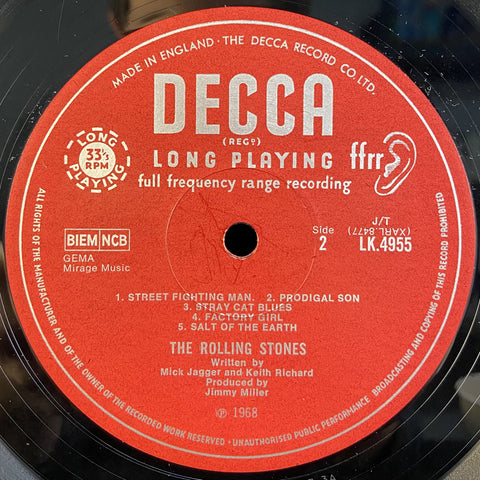 MADE IN ENGLAND · THE DECCA RECORD CO. LTD.
DECCA
(REGD)
LONG PLAYING
ffrr
full frequency range recording
LONG
33⅓
RPM
PLAYING
BIEM NCB
GEMA
Mirage Music
Side
2
J/T
(XARL.8477)
LK.4955
1. STREET FIGHTING MAN. 2. PRODIGAL SON
3. STRAY CAT BLUES
4. FACTORY GIRL
5. SALT OF THE EARTH
THE ROLLING STONES
Written by
Mick Jagger and Keith Richard
Produced by
Jimmy Miller
℗ 1968
ALL RIGHTS OF THE MANUFACTURER AND OF THE OWNER OF THE RECORDED WORK RESERVED · UNAUTHORISED PUBLIC PERFORMANCE BROADCASTING AND COPYING OF THIS RECORD PROHIBITED